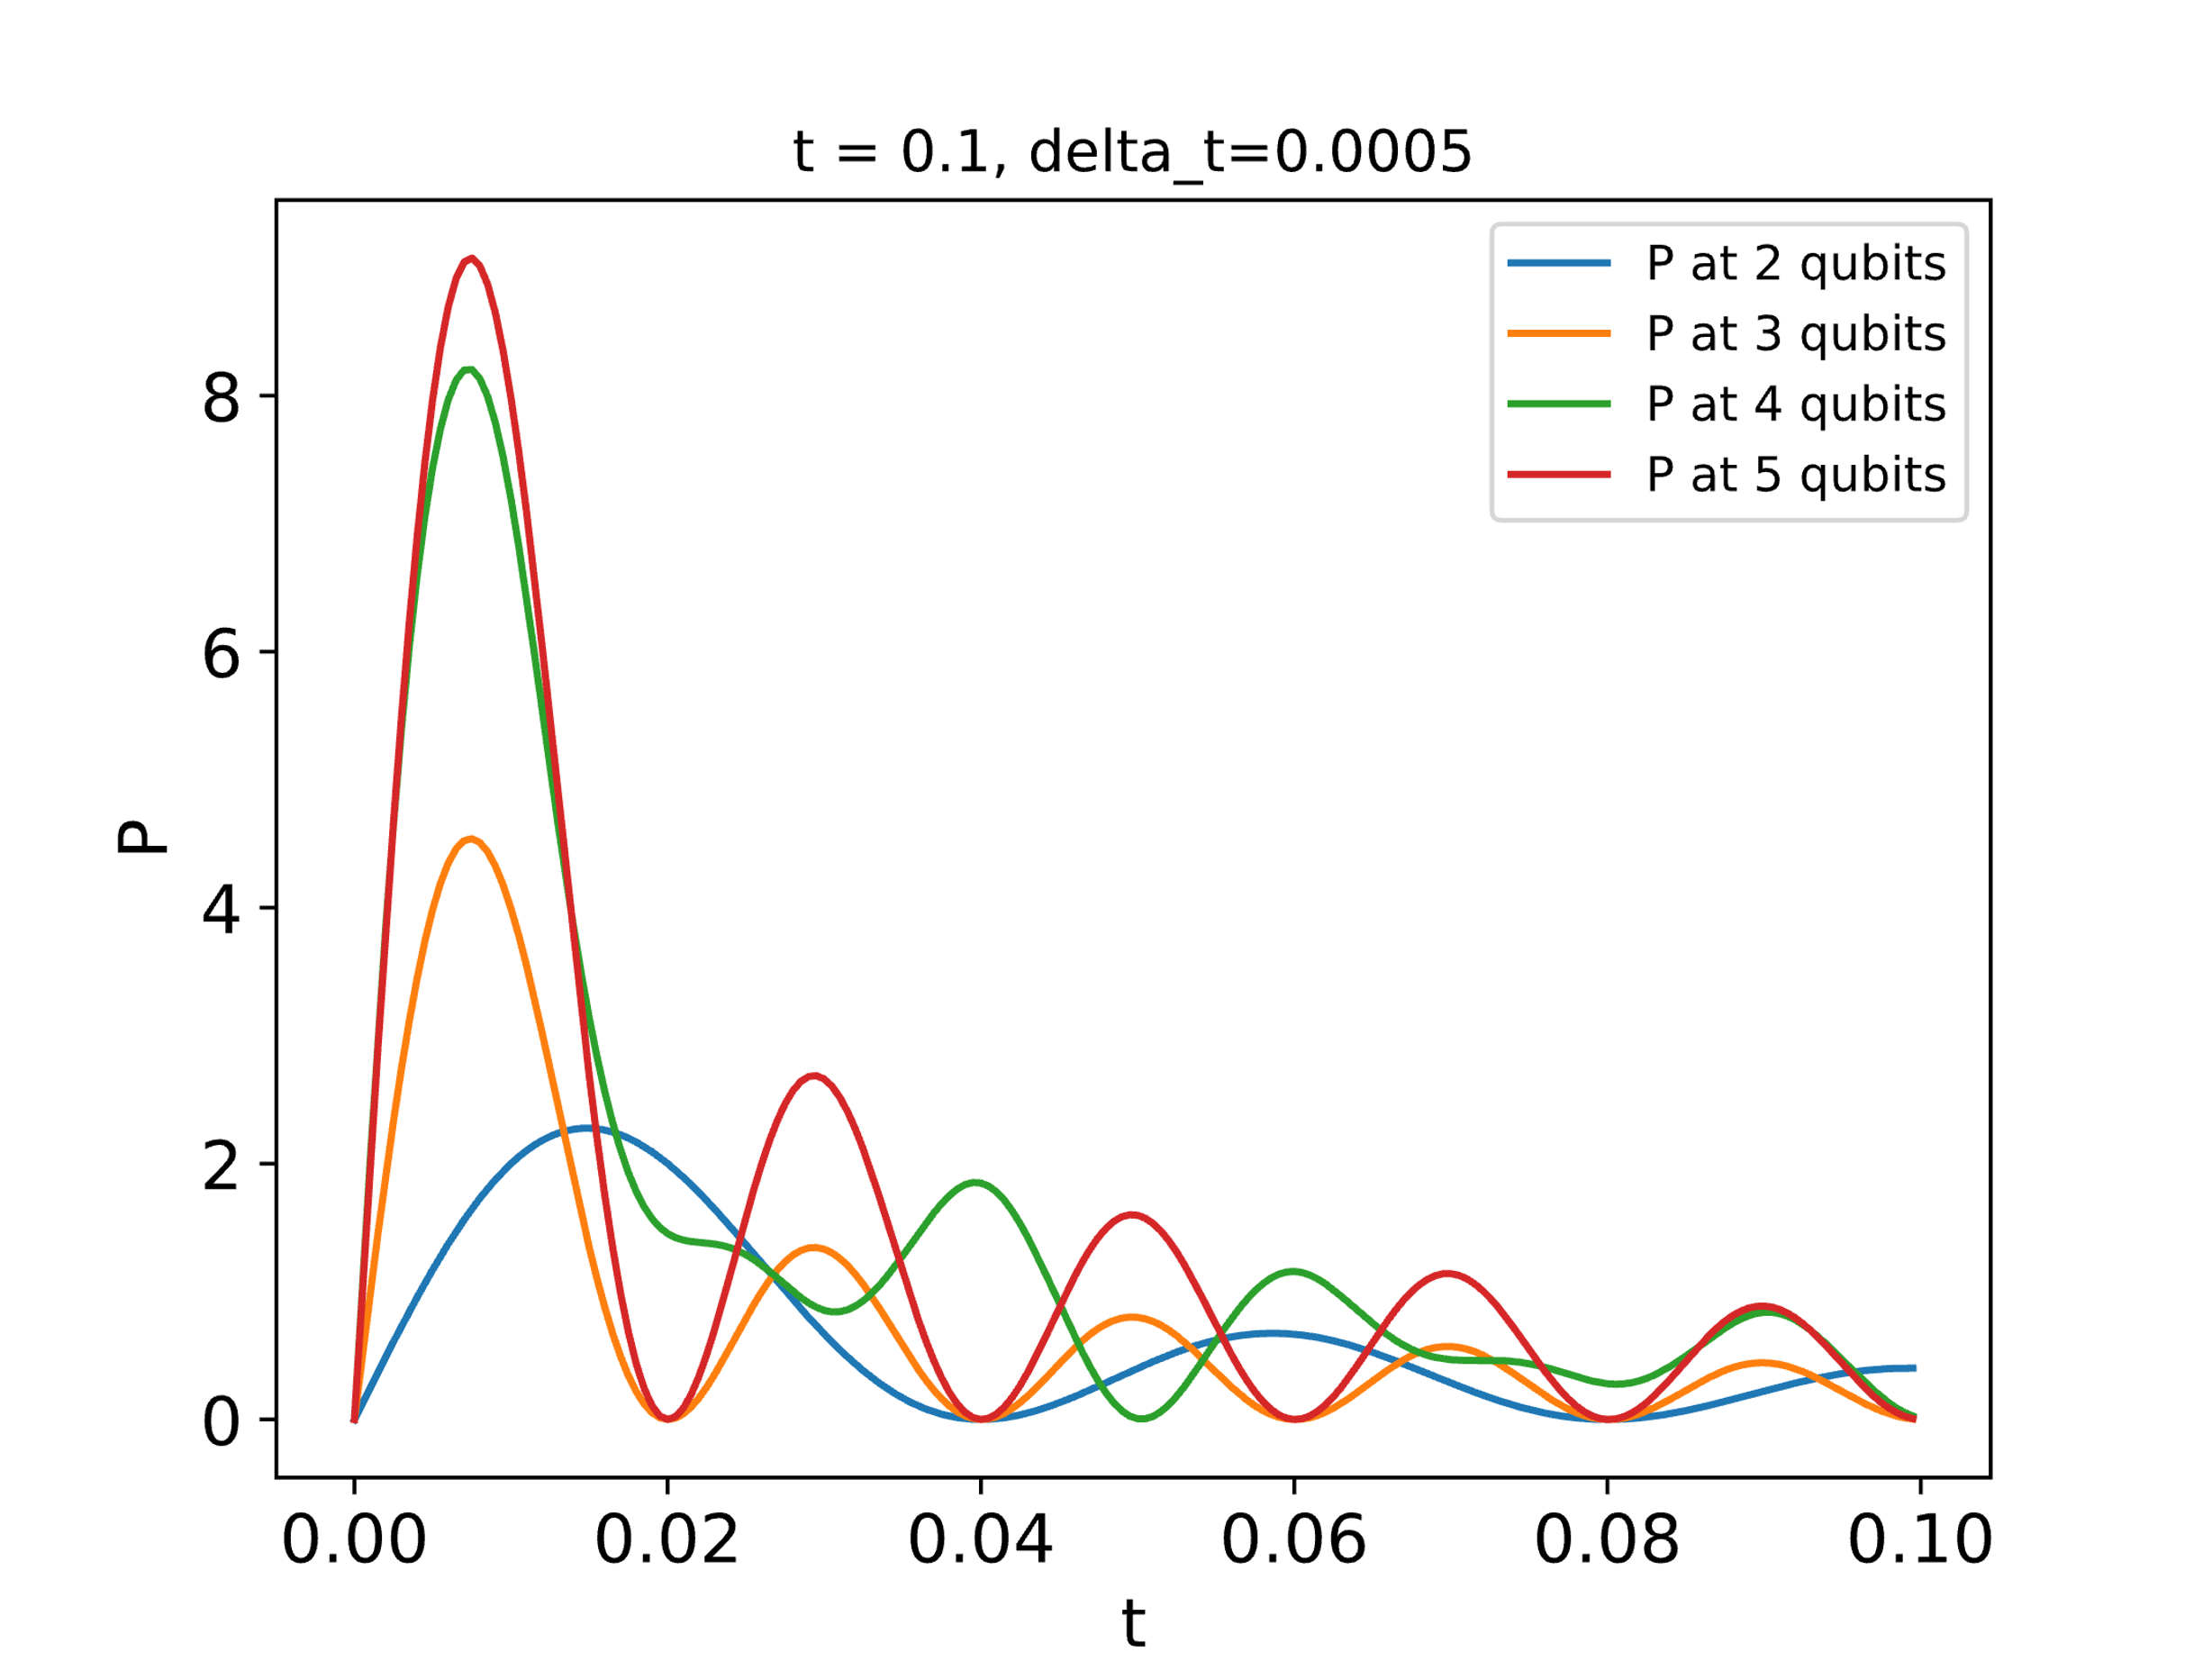 t = 0.1, delta_t=0.0005
P at 2 qubits
P at 3 qubits
P at 4 qubits
P at 5 qubits
8
6
4
2
0
P
0.00 0.02 0.04 0.06 0.08 0.10
t